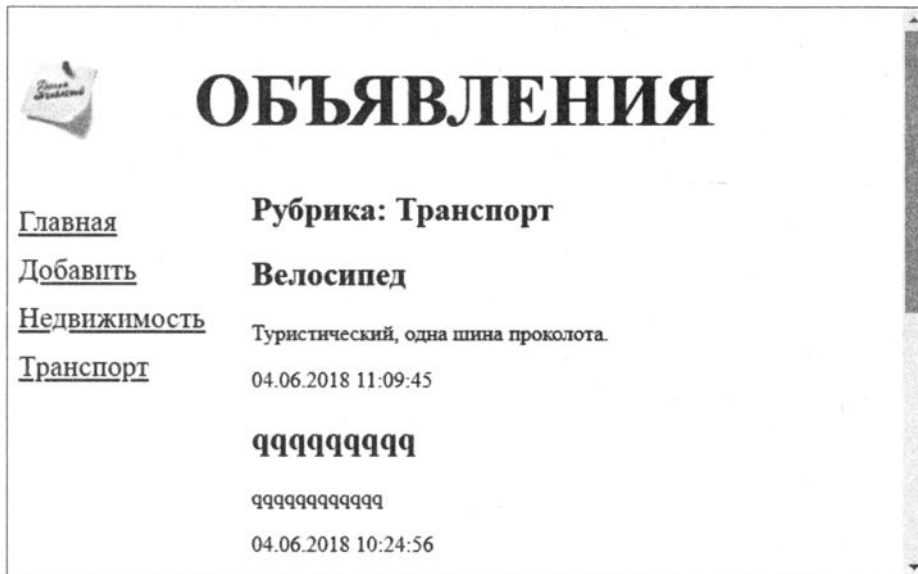 ОБЪЯВЛЕНИЯ
Главная
Добавить
Недвижимость
Транспорт
Рубрика: Транспорт
Велосипед
Туристический, одна шина проколота.
04.06.2018 11:09:45
qqqqqqqqq
qqqqqqqqqqqq
04.06.2018 10:24:56